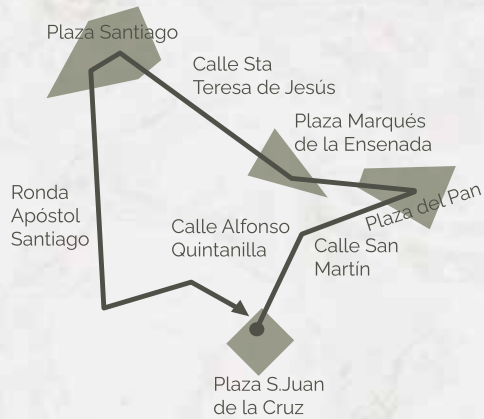 Plaza Santiago
Calle Sta
Teresa de Jesús
Plaza Marqués
de la Ensenada
Plaza del Pan
Ronda
Apóstol
Santiago
Calle Alfonso
Quintanilla
Calle San
Martín
Plaza S.Juan
de la Cruz